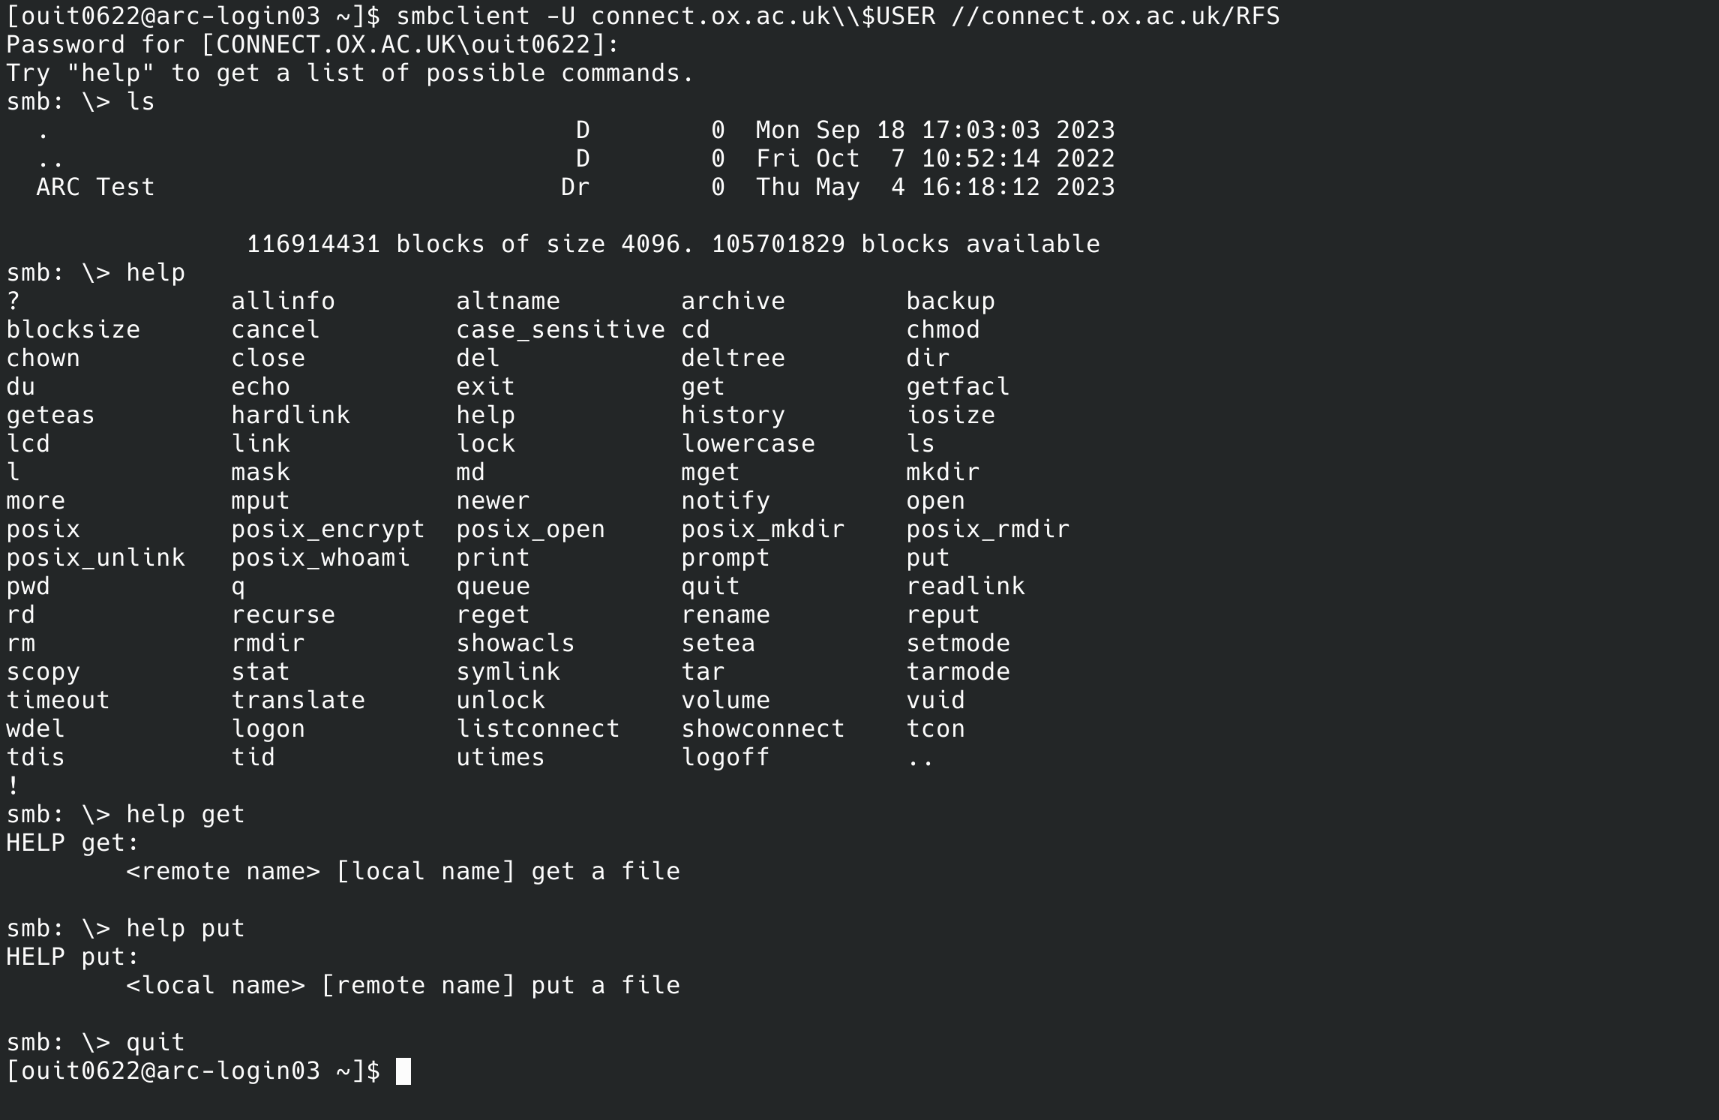 [ouit0622@arc-login03 ~]$ smbclient -U connect.ox.ac.uk\\$USER //connect.ox.ac.uk/RFS
Password for [CONNECT.OX.AC.UK\ouit0622]:
Try "help" to get a list of possible commands.
smb: \> ls
  .                                   D        0  Mon Sep 18 17:03:03 2023
  ..                                  D        0  Fri Oct  7 10:52:14 2022
  ARC Test                           Dr        0  Thu May  4 16:18:12 2023

                116914431 blocks of size 4096. 105701829 blocks available
smb: \> help
?              allinfo        altname        archive        backup
blocksize      cancel         case_sensitive cd             chmod
chown          close          del            deltree        dir
du             echo           exit           get            getfacl
geteas         hardlink       help           history        iosize
lcd            link           lock           lowercase      ls
l              mask           md             mget           mkdir
more           mput           newer          notify         open
posix          posix_encrypt  posix_open     posix_mkdir    posix_rmdir
posix_unlink   posix_whoami   print          prompt         put
pwd            q              queue          quit           readlink
rd             recurse        reget          rename         reput
rm             rmdir          showacls       setea          setmode
scopy          stat           symlink        tar            tarmode
timeout        translate      unlock         volume         vuid
wdel           logon          listconnect    showconnect    tcon
tdis           tid            utimes         logoff         ..
!
smb: \> help get
HELP get:
        <remote name> [local name] get a file

smb: \> help put
HELP put:
        <local name> [remote name] put a file

smb: \> quit
[ouit0622@arc-login03 ~]$